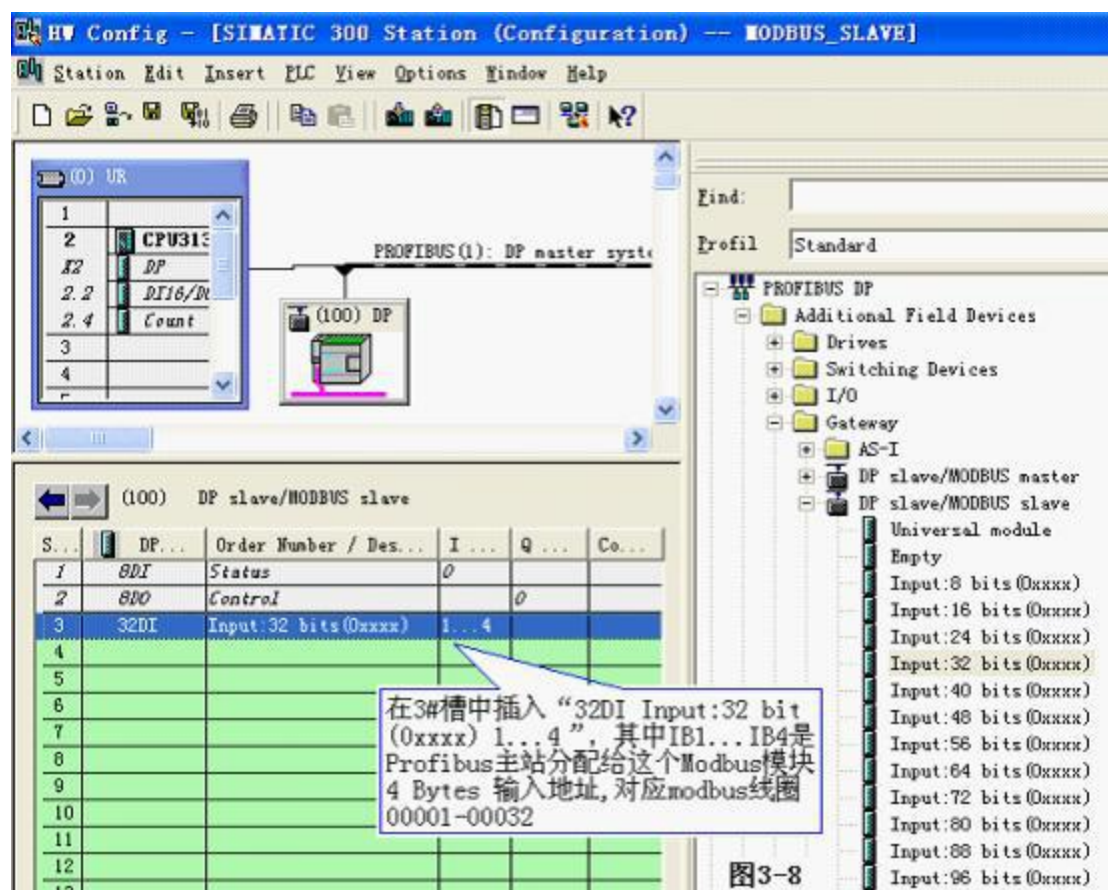 HW Config - [SIMATIC 300 Station (Configuration) -- MODBUS_SLAVE]
Station Edit Insert PLC View Options Window Help
(0) UR
1
2 CPU313
X2 DP
2.2 DI16/DO
2.4 Count
3
4
PROFIBUS(1): DP master syste
(100) DP
Find:
Profil Standard
PROFIBUS DP
Additional Field Devices
Drives
Switching Devices
I/O
Gateway
AS-I
DP slave/MODBUS master
DP slave/MODBUS slave
Universal module
Empty
Input:8 bits(0xxxx)
Input:16 bits(0xxxx)
Input:24 bits(0xxxx)
Input:32 bits(0xxxx)
Input:40 bits(0xxxx)
Input:48 bits(0xxxx)
Input:56 bits(0xxxx)
Input:64 bits(0xxxx)
Input:72 bits(0xxxx)
Input:80 bits(0xxxx)
Input:88 bits(0xxxx)
Input:96 bits(0xxxx)
(100) DP slave/MODBUS slave
S... DP... Order Number / Des... I ... Q ... Co...
1 8DI Status 0
2 8DO Control 0
3 32DI Input:32 bits(0xxxx) 1...4
4
5
6
7
8
9
10
11
12
在3#槽中插入“32DI Input:32 bit
(0xxxx) 1...4”, 其中IB1...IB4是
Profibus主站分配给这个Modbus模块
4 Bytes 输入地址,对应modbus线圈
00001-00032
图3-8